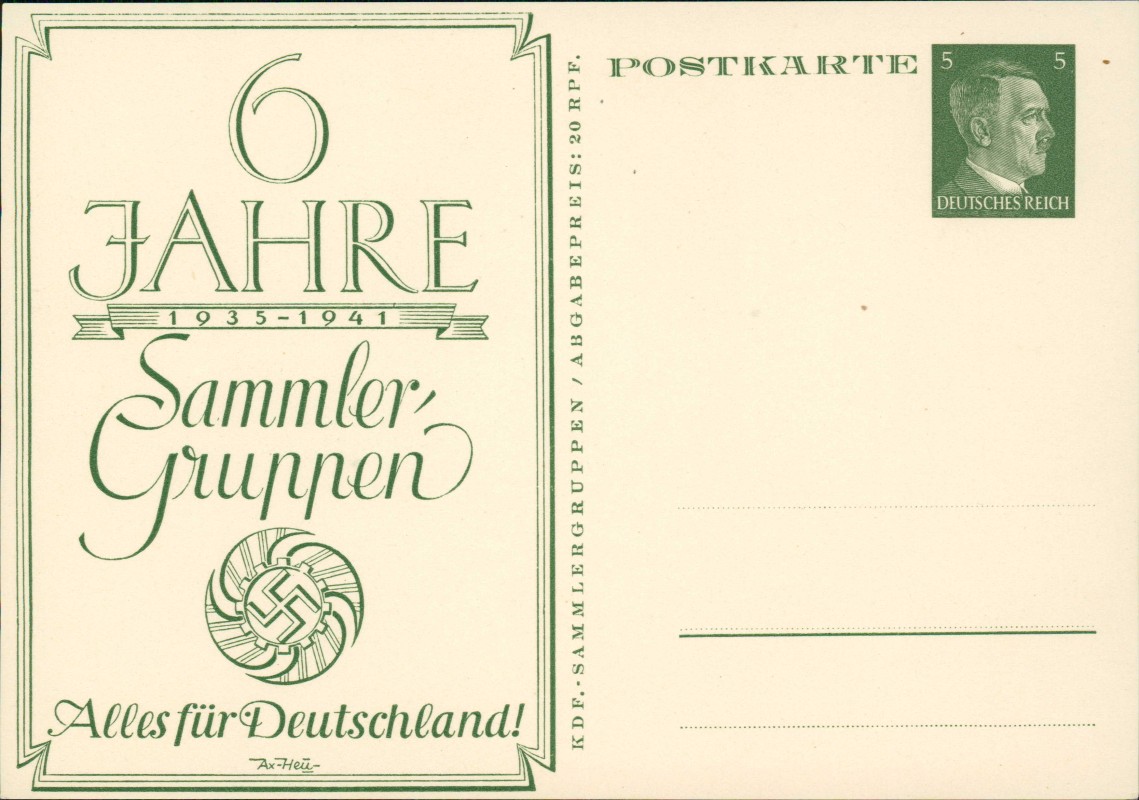 6
JAHRE
1935-1941
Sammler-
Gruppen
Alles für Deutschland!
Ax-Heü-
KDF.-SAMMLERGRUPPEN / ABGABEPREIS: 20 RPF.
POSTKARTE
5 5
DEUTSCHES REICH